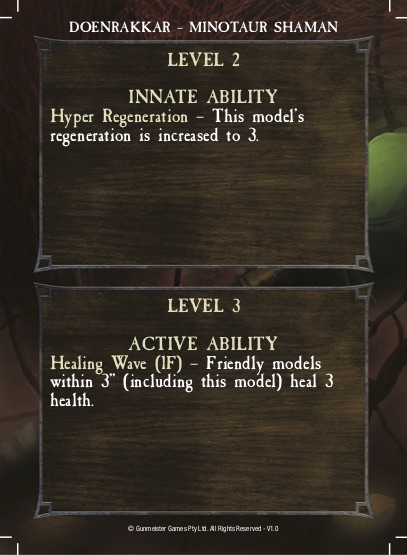 DOENRAKKAR - MINOTAUR SHAMAN
LEVEL 2
INNATE ABILITY
Hyper Regeneration – This model's
regeneration is increased to 3.
LEVEL 3
ACTIVE ABILITY
Healing Wave (1F) – Friendly models
within 3" (including this model) heal 3
health.
© Gunmeister Games Pty Ltd. All Rights Reserved - V1.0